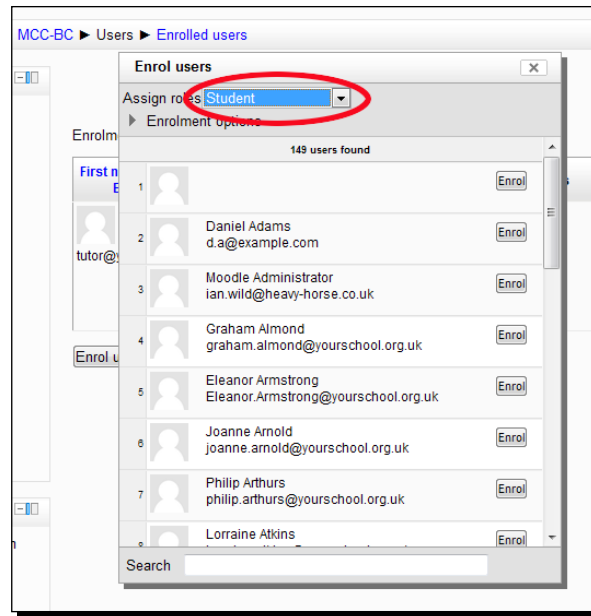 MCC-BC ► Users ► Enrolled users
Enrol users
Assign roles Student
Enrolment options
Enrolm
149 users found
First n
E
s
1 Enrol
2 Daniel Adams Enrol
d.a@example.com
tutor@y
3 Moodle Administrator Enrol
ian.wild@heavy-horse.co.uk
4 Graham Almond Enrol
graham.almond@yourschool.org.uk
Enrol u
5 Eleanor Armstrong Enrol
Eleanor.Armstrong@yourschool.org.uk
6 Joanne Arnold Enrol
joanne.arnold@yourschool.org.uk
7 Philip Arthurs Enrol
philip.arthurs@yourschool.org.uk
8 Lorraine Atkins Enrol
Search